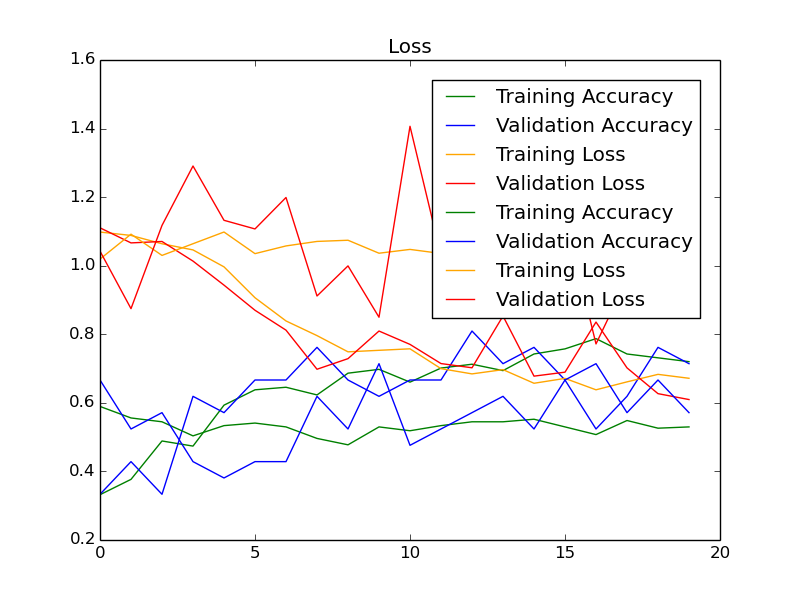 Loss
1.6
1.4
1.2
1.0
0.8
0.6
0.4
0.2
0
5
10
15
20
Training Accuracy
Validation Accuracy
Training Loss
Validation Loss
Training Accuracy
Validation Accuracy
Training Loss
Validation Loss